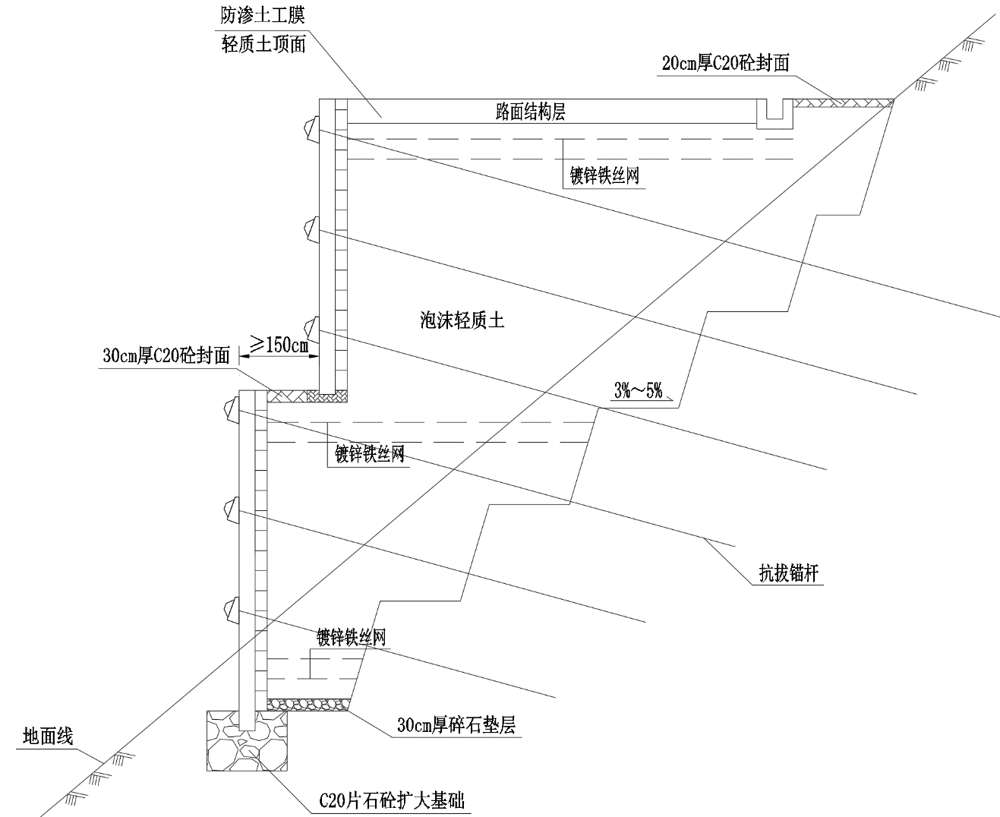 防渗土工膜
轻质土顶面
20cm厚C20砼封面
路面结构层
镀锌铁丝网
泡沫轻质土
≥150cm
30cm厚C20砼封面
3%～5%
镀锌铁丝网
抗拔锚杆
镀锌铁丝网
30cm厚碎石垫层
地面线
C20片石砼扩大基础